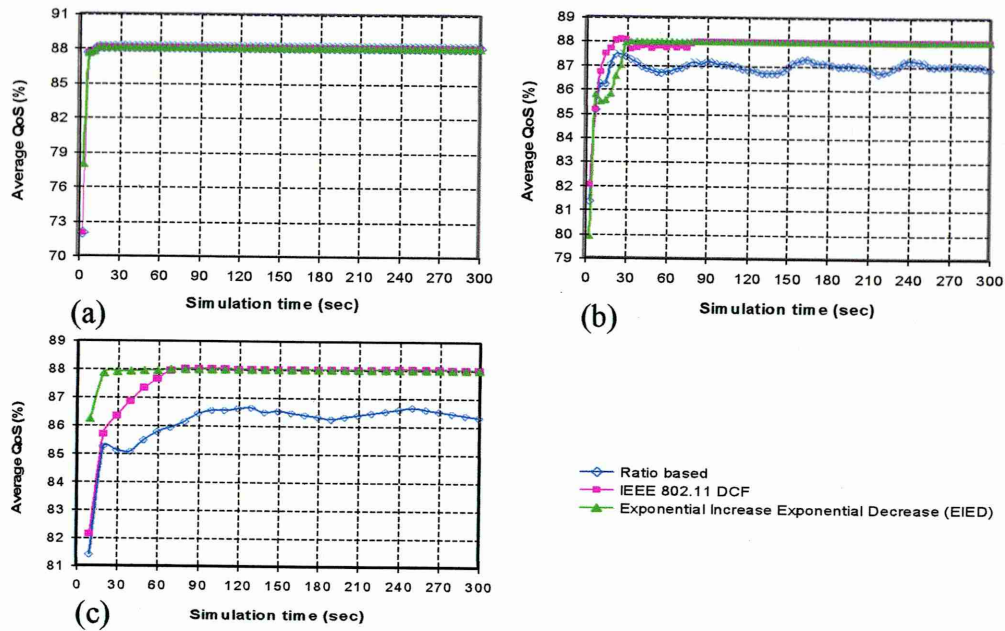 91
88
85
82
79
76
73
70
Average QoS (%)
0 30 60 90 120 150 180 210 240 270 300
Simulation time (sec)
(a)
89
88
87
86
85
84
83
82
81
80
79
Average QoS (%)
0 30 60 90 120 150 180 210 240 270 300
Simulation time (sec)
(b)
89
88
87
86
85
84
83
82
81
Average QoS (%)
0 30 60 90 120 150 180 210 240 270 300
Simulation time (sec)
(c)
Ratio based
IEEE 802.11 DCF
Exponential Increase Exponential Decrease (EIED)